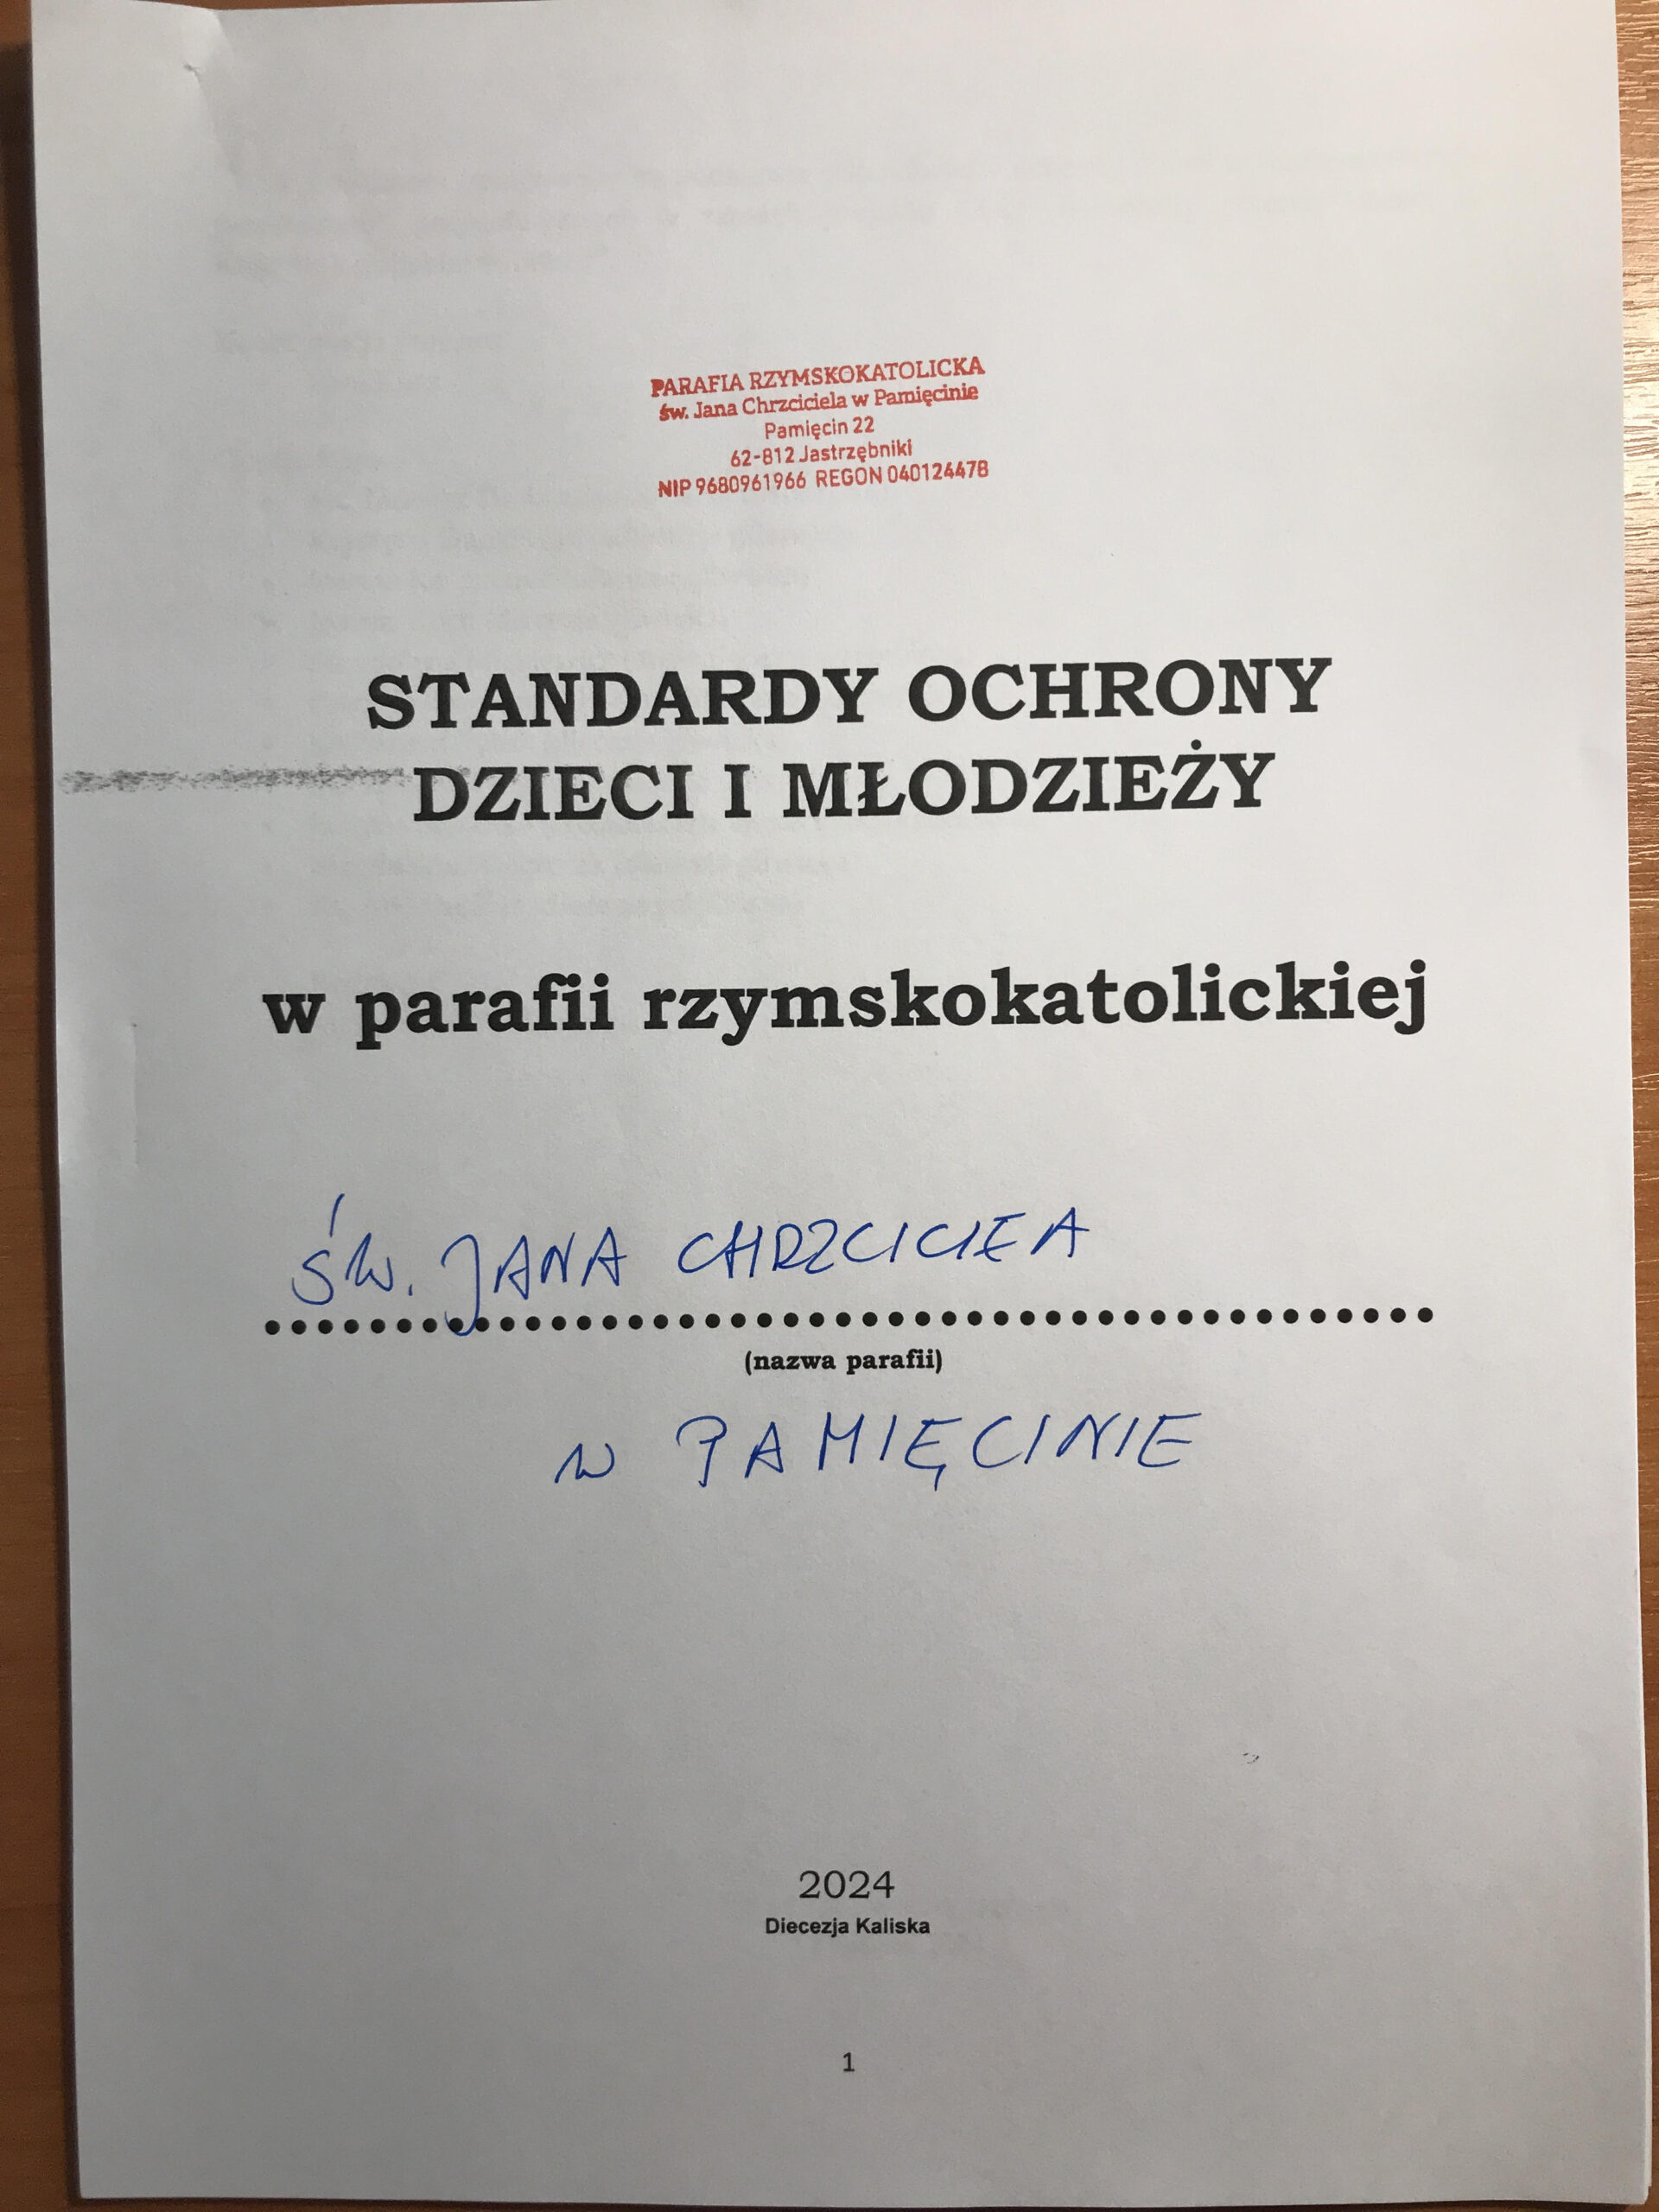 PARAFIA RZYMSKOKATOLICKA
św. Jana Chrzciciela w Pamięcinie
Pamięcin 22
62-812 Jastrzębniki
NIP 9680961966 REGON 040124478
STANDARDY OCHRONY
DZIECI I MŁODZIEŻY
w parafii rzymskokatolickiej
ŚW. JANA CHRZCICIEA
(nazwa parafii)
W PAMIĘCINIE
2024
Diecezja Kaliska
1